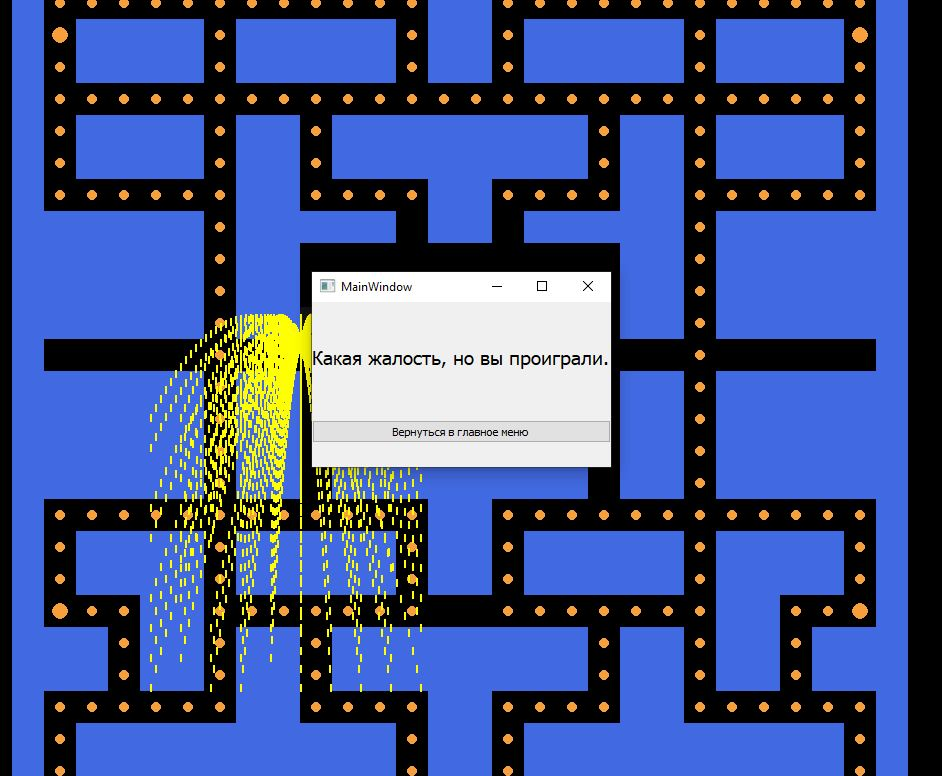 MainWindow
Какая жалость, но вы проиграли.
Вернуться в главное меню